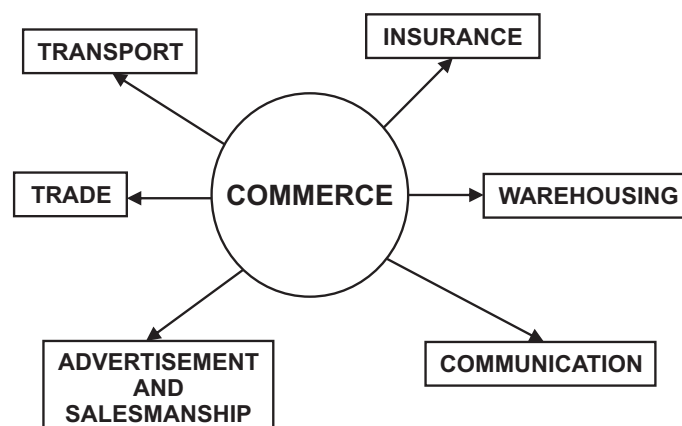 TRANSPORT
INSURANCE
TRADE
COMMERCE
WAREHOUSING
ADVERTISEMENT
AND
SALESMANSHIP
COMMUNICATION